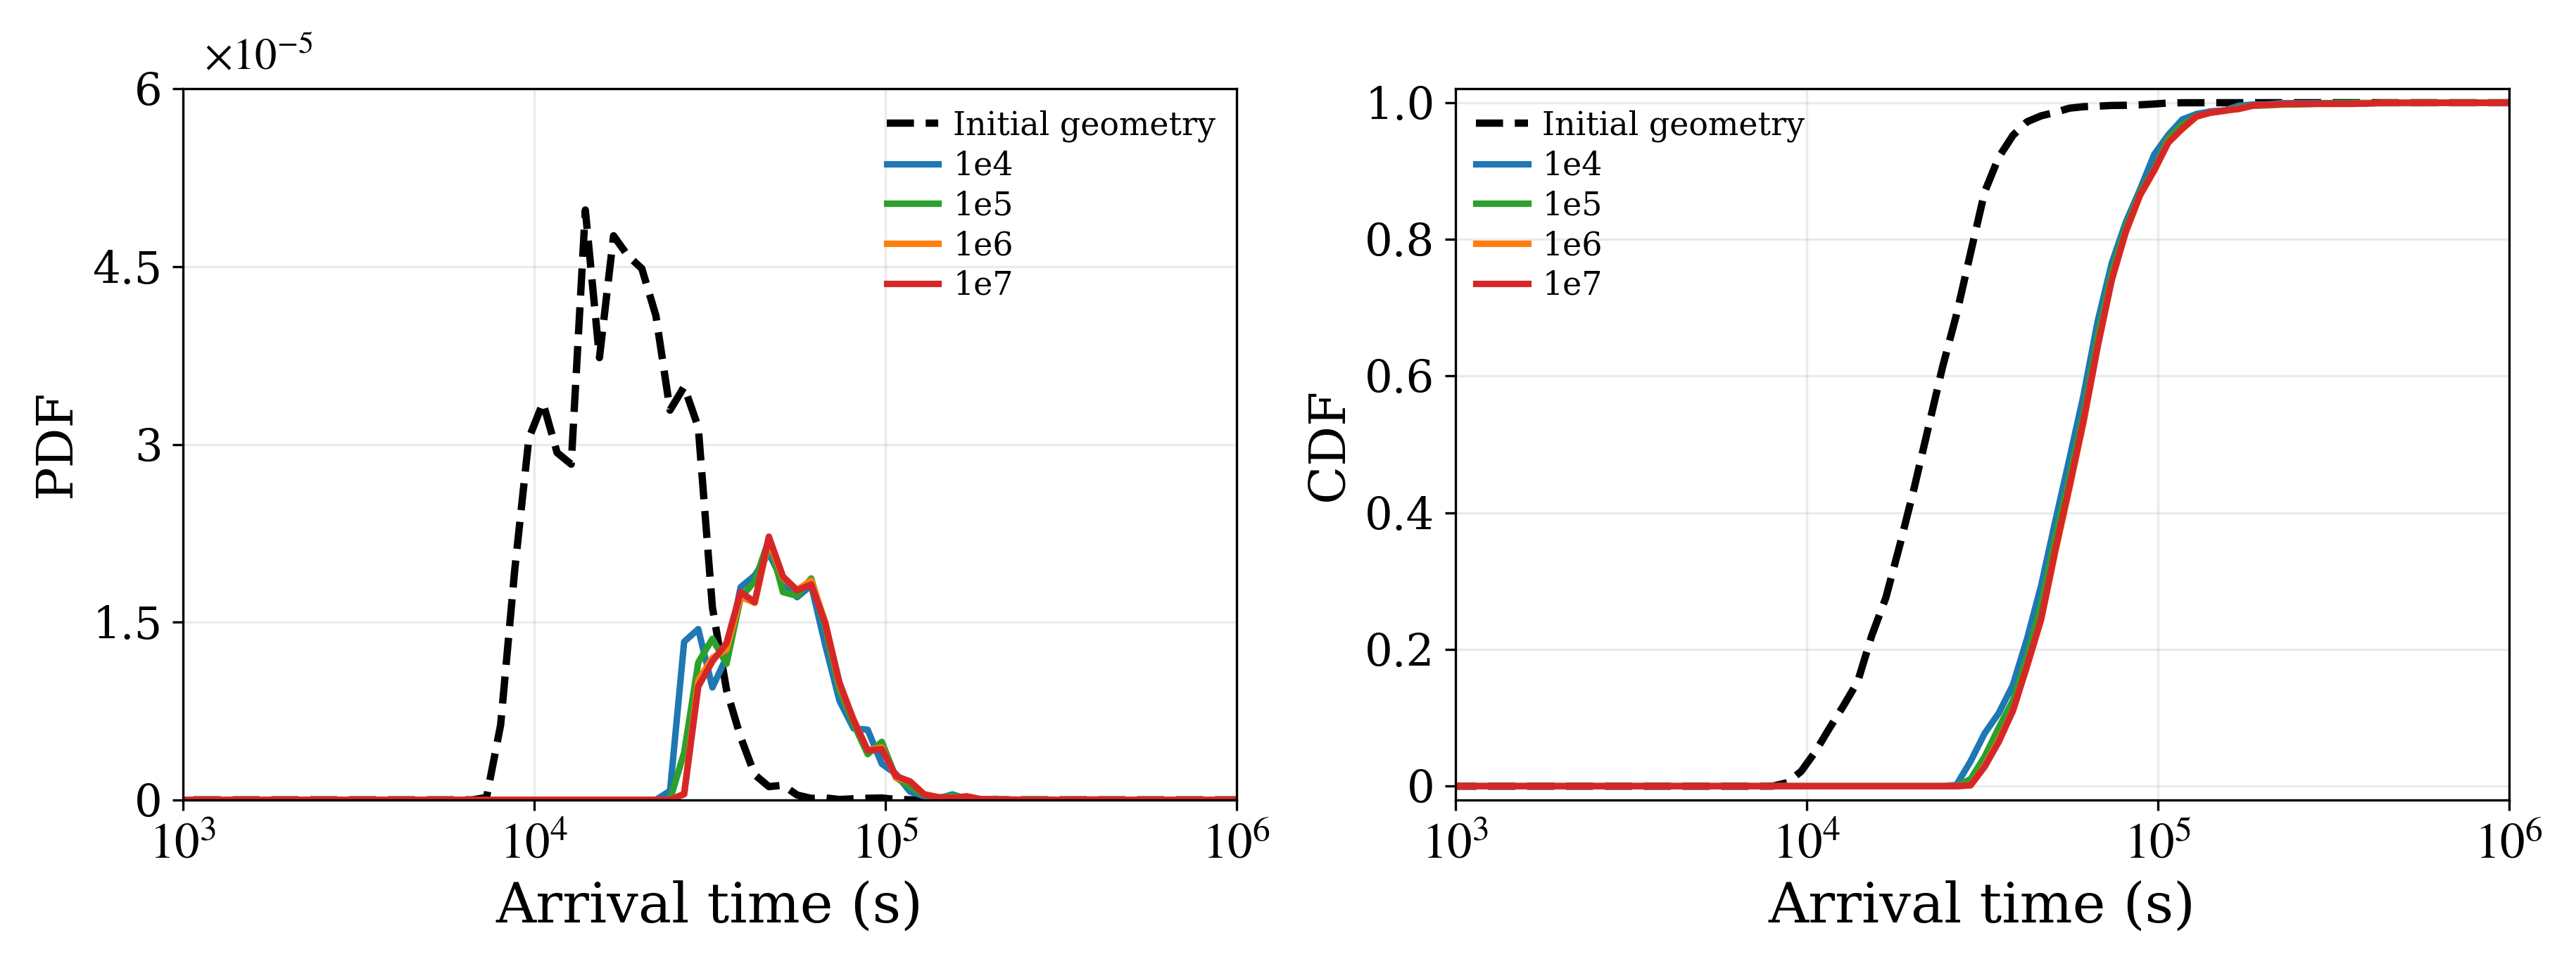 ×10⁻⁵
6
4.5
3
1.5
0
PDF
Initial geometry
1e4
1e5
1e6
1e7
10³ 10⁴ 10⁵ 10⁶
Arrival time (s)
1.0
0.8
0.6
0.4
0.2
0
CDF
Initial geometry
1e4
1e5
1e6
1e7
10³ 10⁴ 10⁵ 10⁶
Arrival time (s)